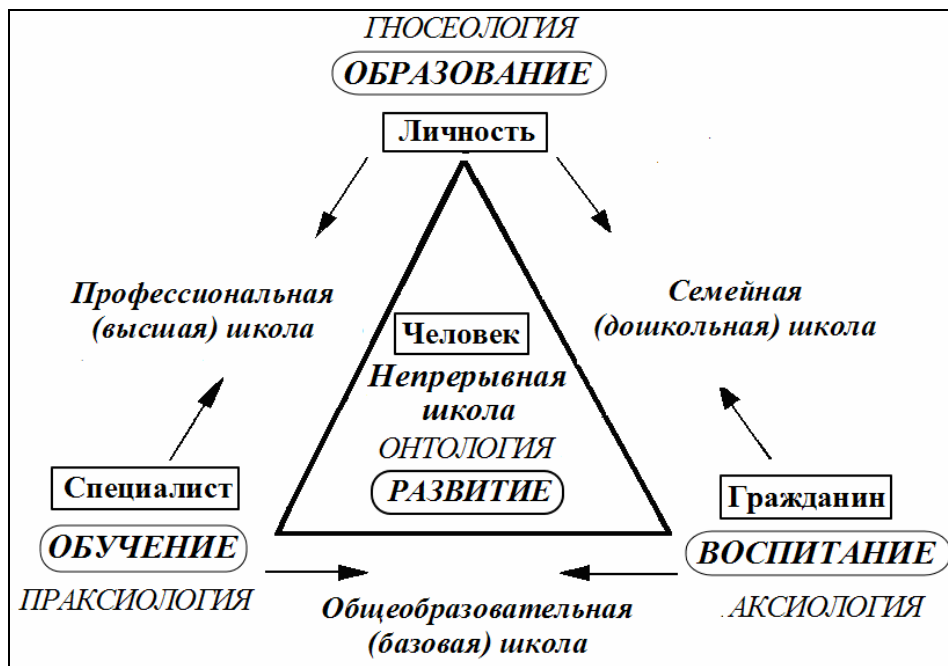 ГНОСЕОЛОГИЯ
ОБРАЗОВАНИЕ
Личность
Профессиональная
(высшая) школа
Семейная
(дошкольная) школа
Человек
Непрерывная
школа
ОНТОЛОГИЯ
РАЗВИТИЕ
Специалист
ОБУЧЕНИЕ
ПРАКСИОЛОГИЯ
Гражданин
ВОСПИТАНИЕ
АКСИОЛОГИЯ
Общеобразовательная
(базовая) школа